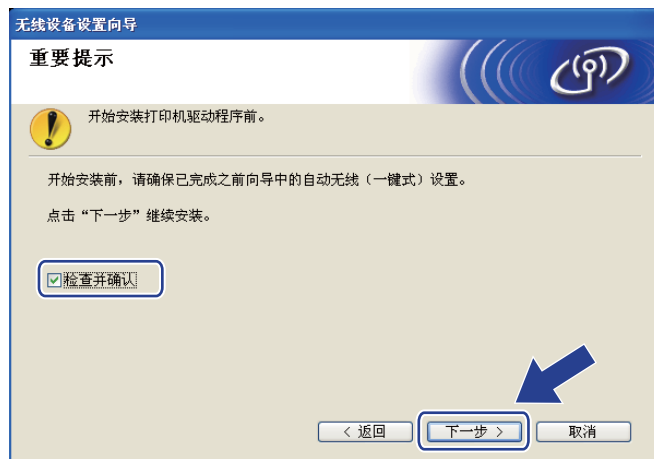 无线设备设置向导
重要提示
开始安装打印机驱动程序前。
开始安装前，请确保已完成之前向导中的自动无线（一键式）设置。
点击“下一步”继续安装。
检查并确认
< 返回 下一步 > 取消